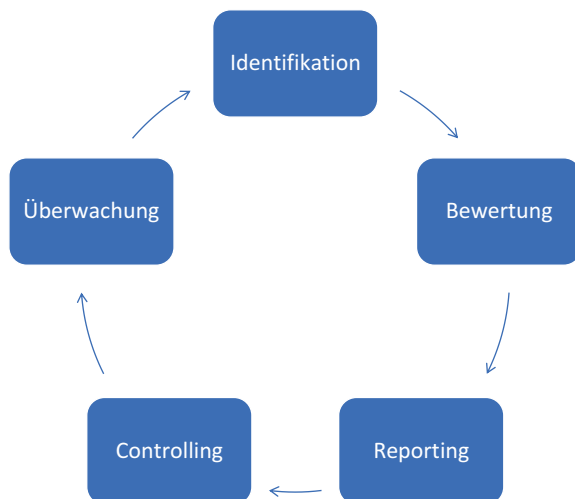 Identifikation
Bewertung
Reporting
Controlling
Überwachung